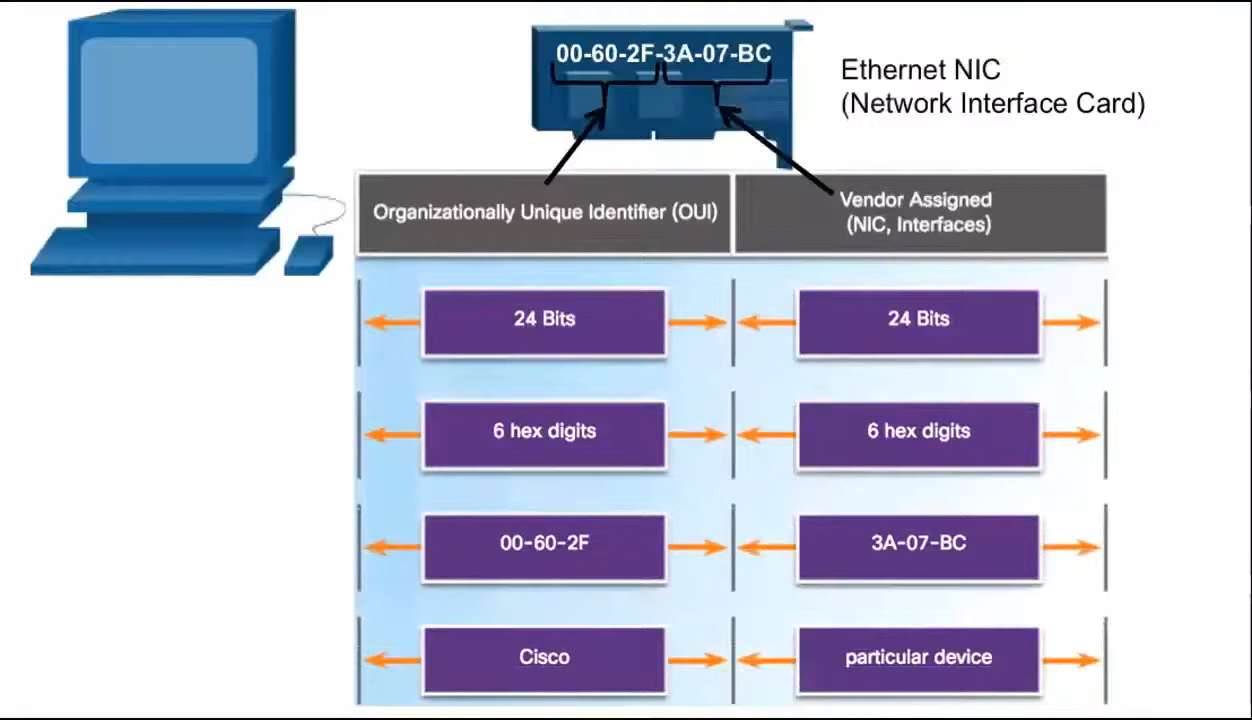 00-60-2F-3A-07-BC
Ethernet NIC
(Network Interface Card)
Organizationally Unique Identifier (OUI)
Vendor Assigned
(NIC, Interfaces)
24 Bits
24 Bits
6 hex digits
6 hex digits
00-60-2F
3A-07-BC
Cisco
particular device